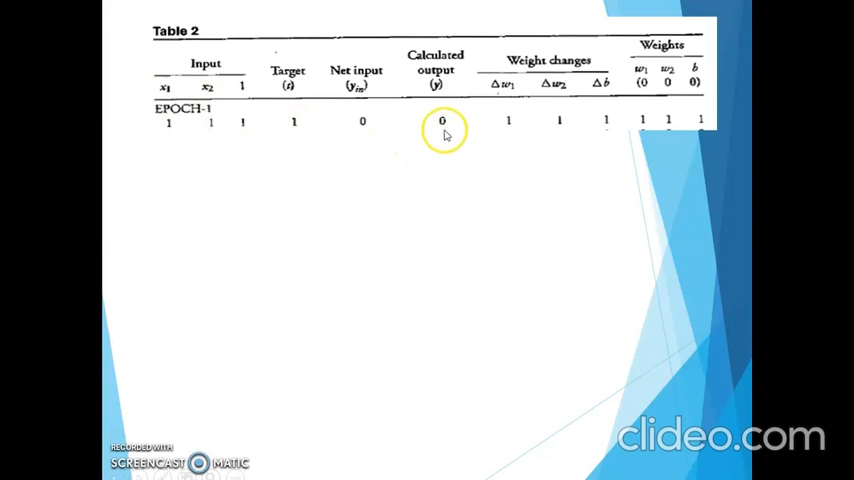 Table 2
Input Target Net input Calculated output Weight changes Weights
x1 x2 1 (t) (yin) (y) Δw1 Δw2 Δb w1 w2 b
(0 0 0)
EPOCH-1
1 1 1 1 0 0 1 1 1 1 1 1
clideo.com
RECORDED WITH
SCREENCAST MATIC